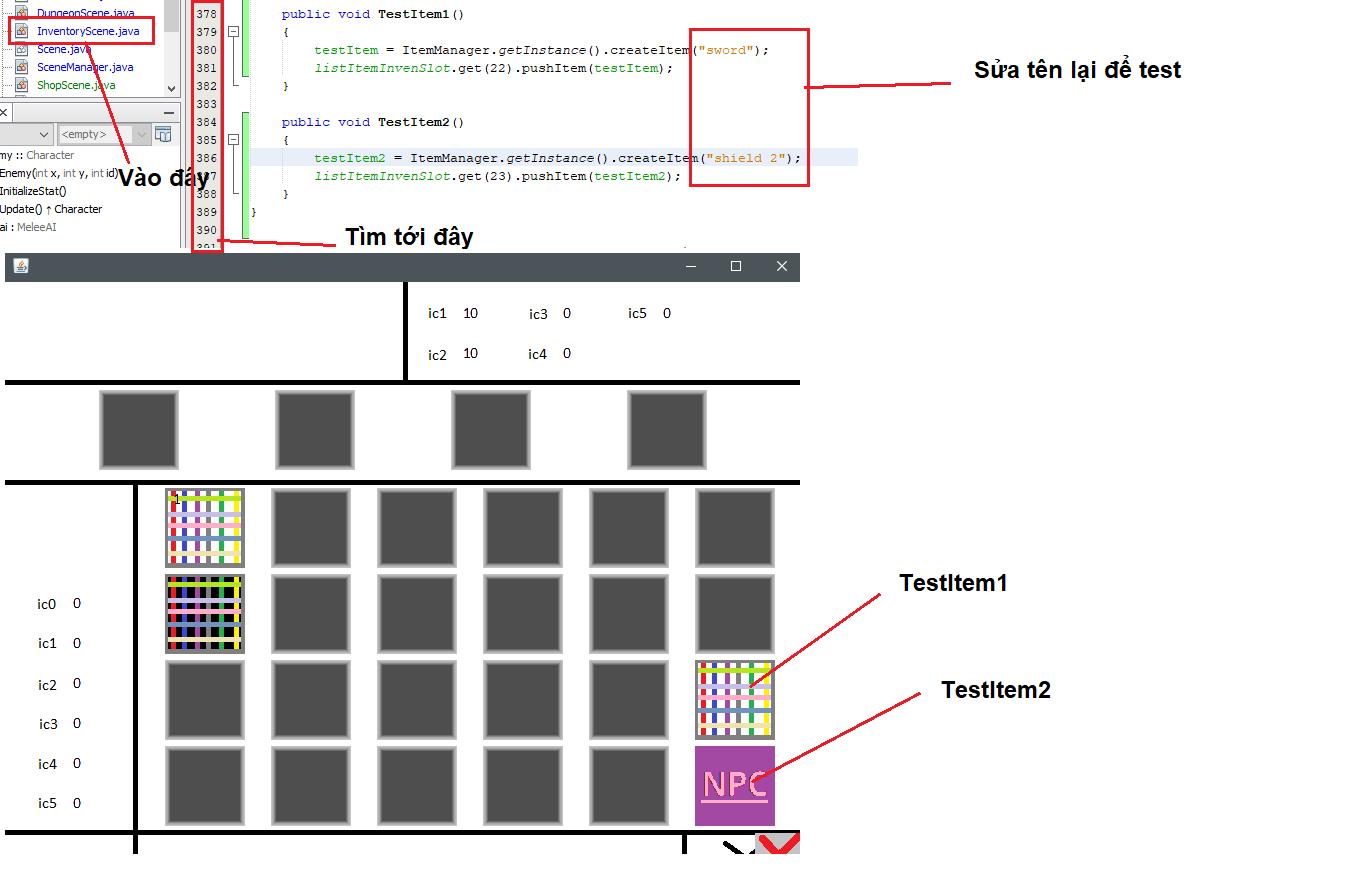 DungeonScene.java
InventoryScene.java
Scene.java
SceneManager.java
ShopScene.java
<empty>
my :: Character
Enemy(int x, int y, int id)
InitializeStat()
Update() ↑ Character
ai : MeleeAI
Vào đây
378 public void TestItem1()
379 {
380 testItem = ItemManager.getInstance().createItem("sword");
381 listItemInvenSlot.get(22).pushItem(testItem);
382 }
383
384 public void TestItem2()
385 {
386 testItem2 = ItemManager.getInstance().createItem("shield 2");
387 listItemInvenSlot.get(23).pushItem(testItem2);
388 }
389 }
390
391
Sửa tên lại để test
Tìm tới đây
ic1 10 ic3 0 ic5 0
ic2 10 ic4 0
1
ic0 0
ic1 0
ic2 0
ic3 0
ic4 0
ic5 0
TestItem1
TestItem2
NPC